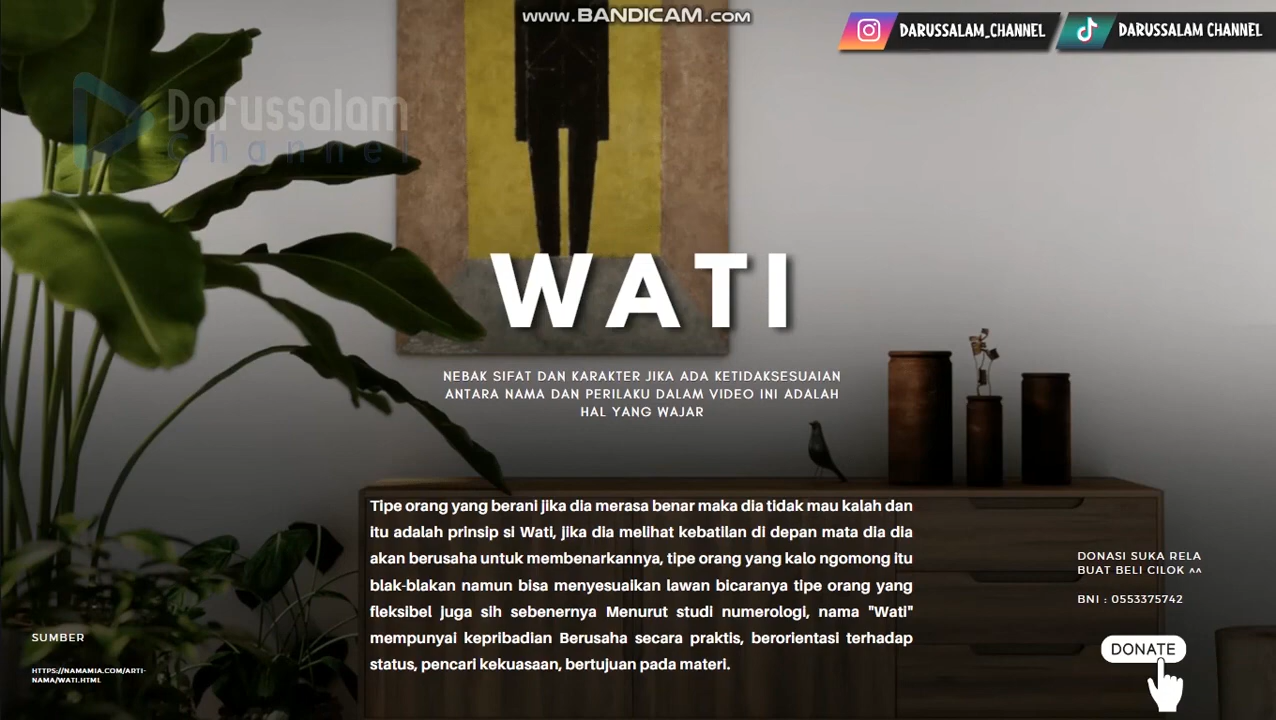 www.BANDICAM.com
DARUSSALAM_CHANNEL
DARUSSALAM CHANNEL
Darussalam
Channel
WATI
NEBAK SIFAT DAN KARAKTER JIKA ADA KETIDAKSESUAIAN
ANTARA NAMA DAN PERILAKU DALAM VIDEO INI ADALAH
HAL YANG WAJAR
Tipe orang yang berani jika dia merasa benar maka dia tidak mau kalah dan
itu adalah prinsip si Wati, jika dia melihat kebatilan di depan mata dia dia
akan berusaha untuk membenarkannya, tipe orang yang kalo ngomong itu
blak-blakan namun bisa menyesuaikan lawan bicaranya tipe orang yang
fleksibel juga sih sebenernya Menurut studi numerologi, nama "Wati"
mempunyai kepribadian Berusaha secara praktis, berorientasi terhadap
status, pencari kekuasaan, bertujuan pada materi.
DONASI SUKA RELA
BUAT BELI CILOK ^^
BNI : 0553375742
DONATE
SUMBER
HTTPS://NAMAMIA.COM/ARTI-
NAMA/WATI.HTML